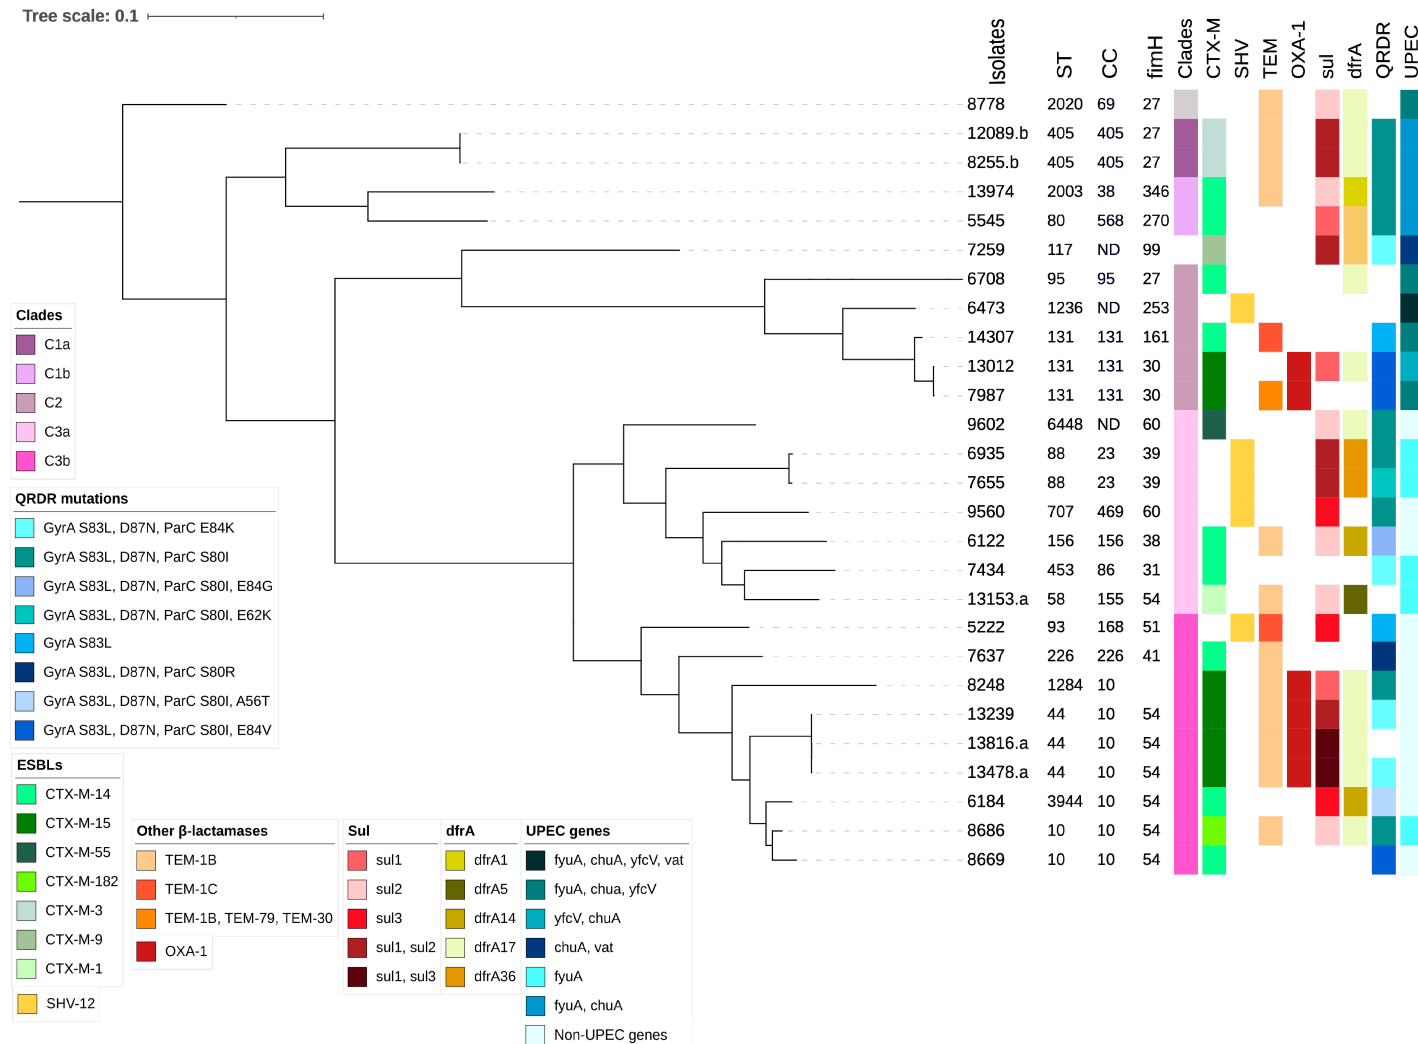 Tree scale: 0.1
Isolates ST CC fimH Clades CTX-M SHV TEM OXA-1 sul dfrA QRDR UPEC
8778 2020 69 27
12089.b 405 405 27
8255.b 405 405 27
13974 2003 38 346
5545 80 568 270
7259 117 ND 99
6708 95 95 27
6473 1236 ND 253
14307 131 131 161
13012 131 131 30
7987 131 131 30
9602 6448 ND 60
6935 88 23 39
7655 88 23 39
9560 707 469 60
6122 156 156 38
7434 453 86 31
13153.a 58 155 54
5222 93 168 51
7637 226 226 41
8248 1284 10
13239 44 10 54
13816.a 44 10 54
13478.a 44 10 54
6184 3944 10 54
8686 10 10 54
8669 10 10 54
Clades
C1a
C1b
C2
C3a
C3b
QRDR mutations
GyrA S83L, D87N, ParC E84K
GyrA S83L, D87N, ParC S80I
GyrA S83L, D87N, ParC S80I, E84G
GyrA S83L, D87N, ParC S80I, E62K
GyrA S83L
GyrA S83L, D87N, ParC S80R
GyrA S83L, D87N, ParC S80I, A56T
GyrA S83L, D87N, ParC S80I, E84V
ESBLs
CTX-M-14
CTX-M-15
CTX-M-55
CTX-M-182
CTX-M-3
CTX-M-9
CTX-M-1
SHV-12
Other β-lactamases
TEM-1B
TEM-1C
TEM-1B, TEM-79, TEM-30
OXA-1
Sul
sul1
sul2
sul3
sul1, sul2
sul1, sul3
dfrA
dfrA1
dfrA5
dfrA14
dfrA17
dfrA36
UPEC genes
fyuA, chuA, yfcV, vat
fyuA, chua, yfcV
yfcV, chuA
chuA, vat
fyuA
fyuA, chuA
Non-UPEC genes